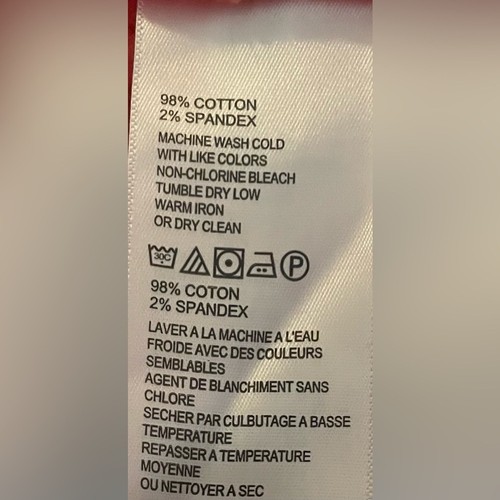 98% COTTON
2% SPANDEX
MACHINE WASH COLD
WITH LIKE COLORS
NON-CHLORINE BLEACH
TUMBLE DRY LOW
WARM IRON
OR DRY CLEAN
30C P
98% COTON
2% SPANDEX
LAVER A LA MACHINE A L'EAU
FROIDE AVEC DES COULEURS
SEMBLABLES
AGENT DE BLANCHIMENT SANS
CHLORE
SECHER PAR CULBUTAGE A BASSE
TEMPERATURE
REPASSER A TEMPERATURE
MOYENNE
OU NETTOYER A SEC